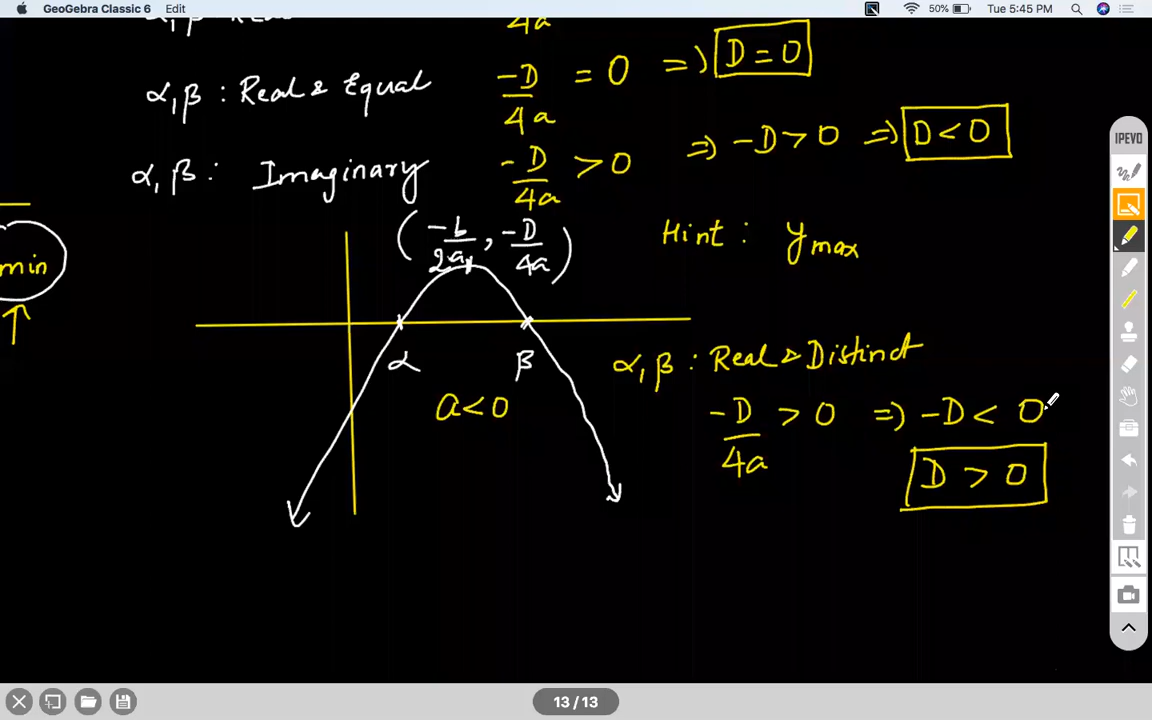 GeoGebra Classic 6 Edit 50% Tue 5:45 PM
4a
-D/4a = 0 => D = 0
α, β : Real & Equal
α, β : Imaginary -D/4a > 0 => -D > 0 => D < 0
(-b/2a, -D/4a)
Hint : ymax
min
α β
α, β : Real & Distinct
a < 0
-D/4a > 0 => -D < 0
D > 0
IPEVO
13 / 13